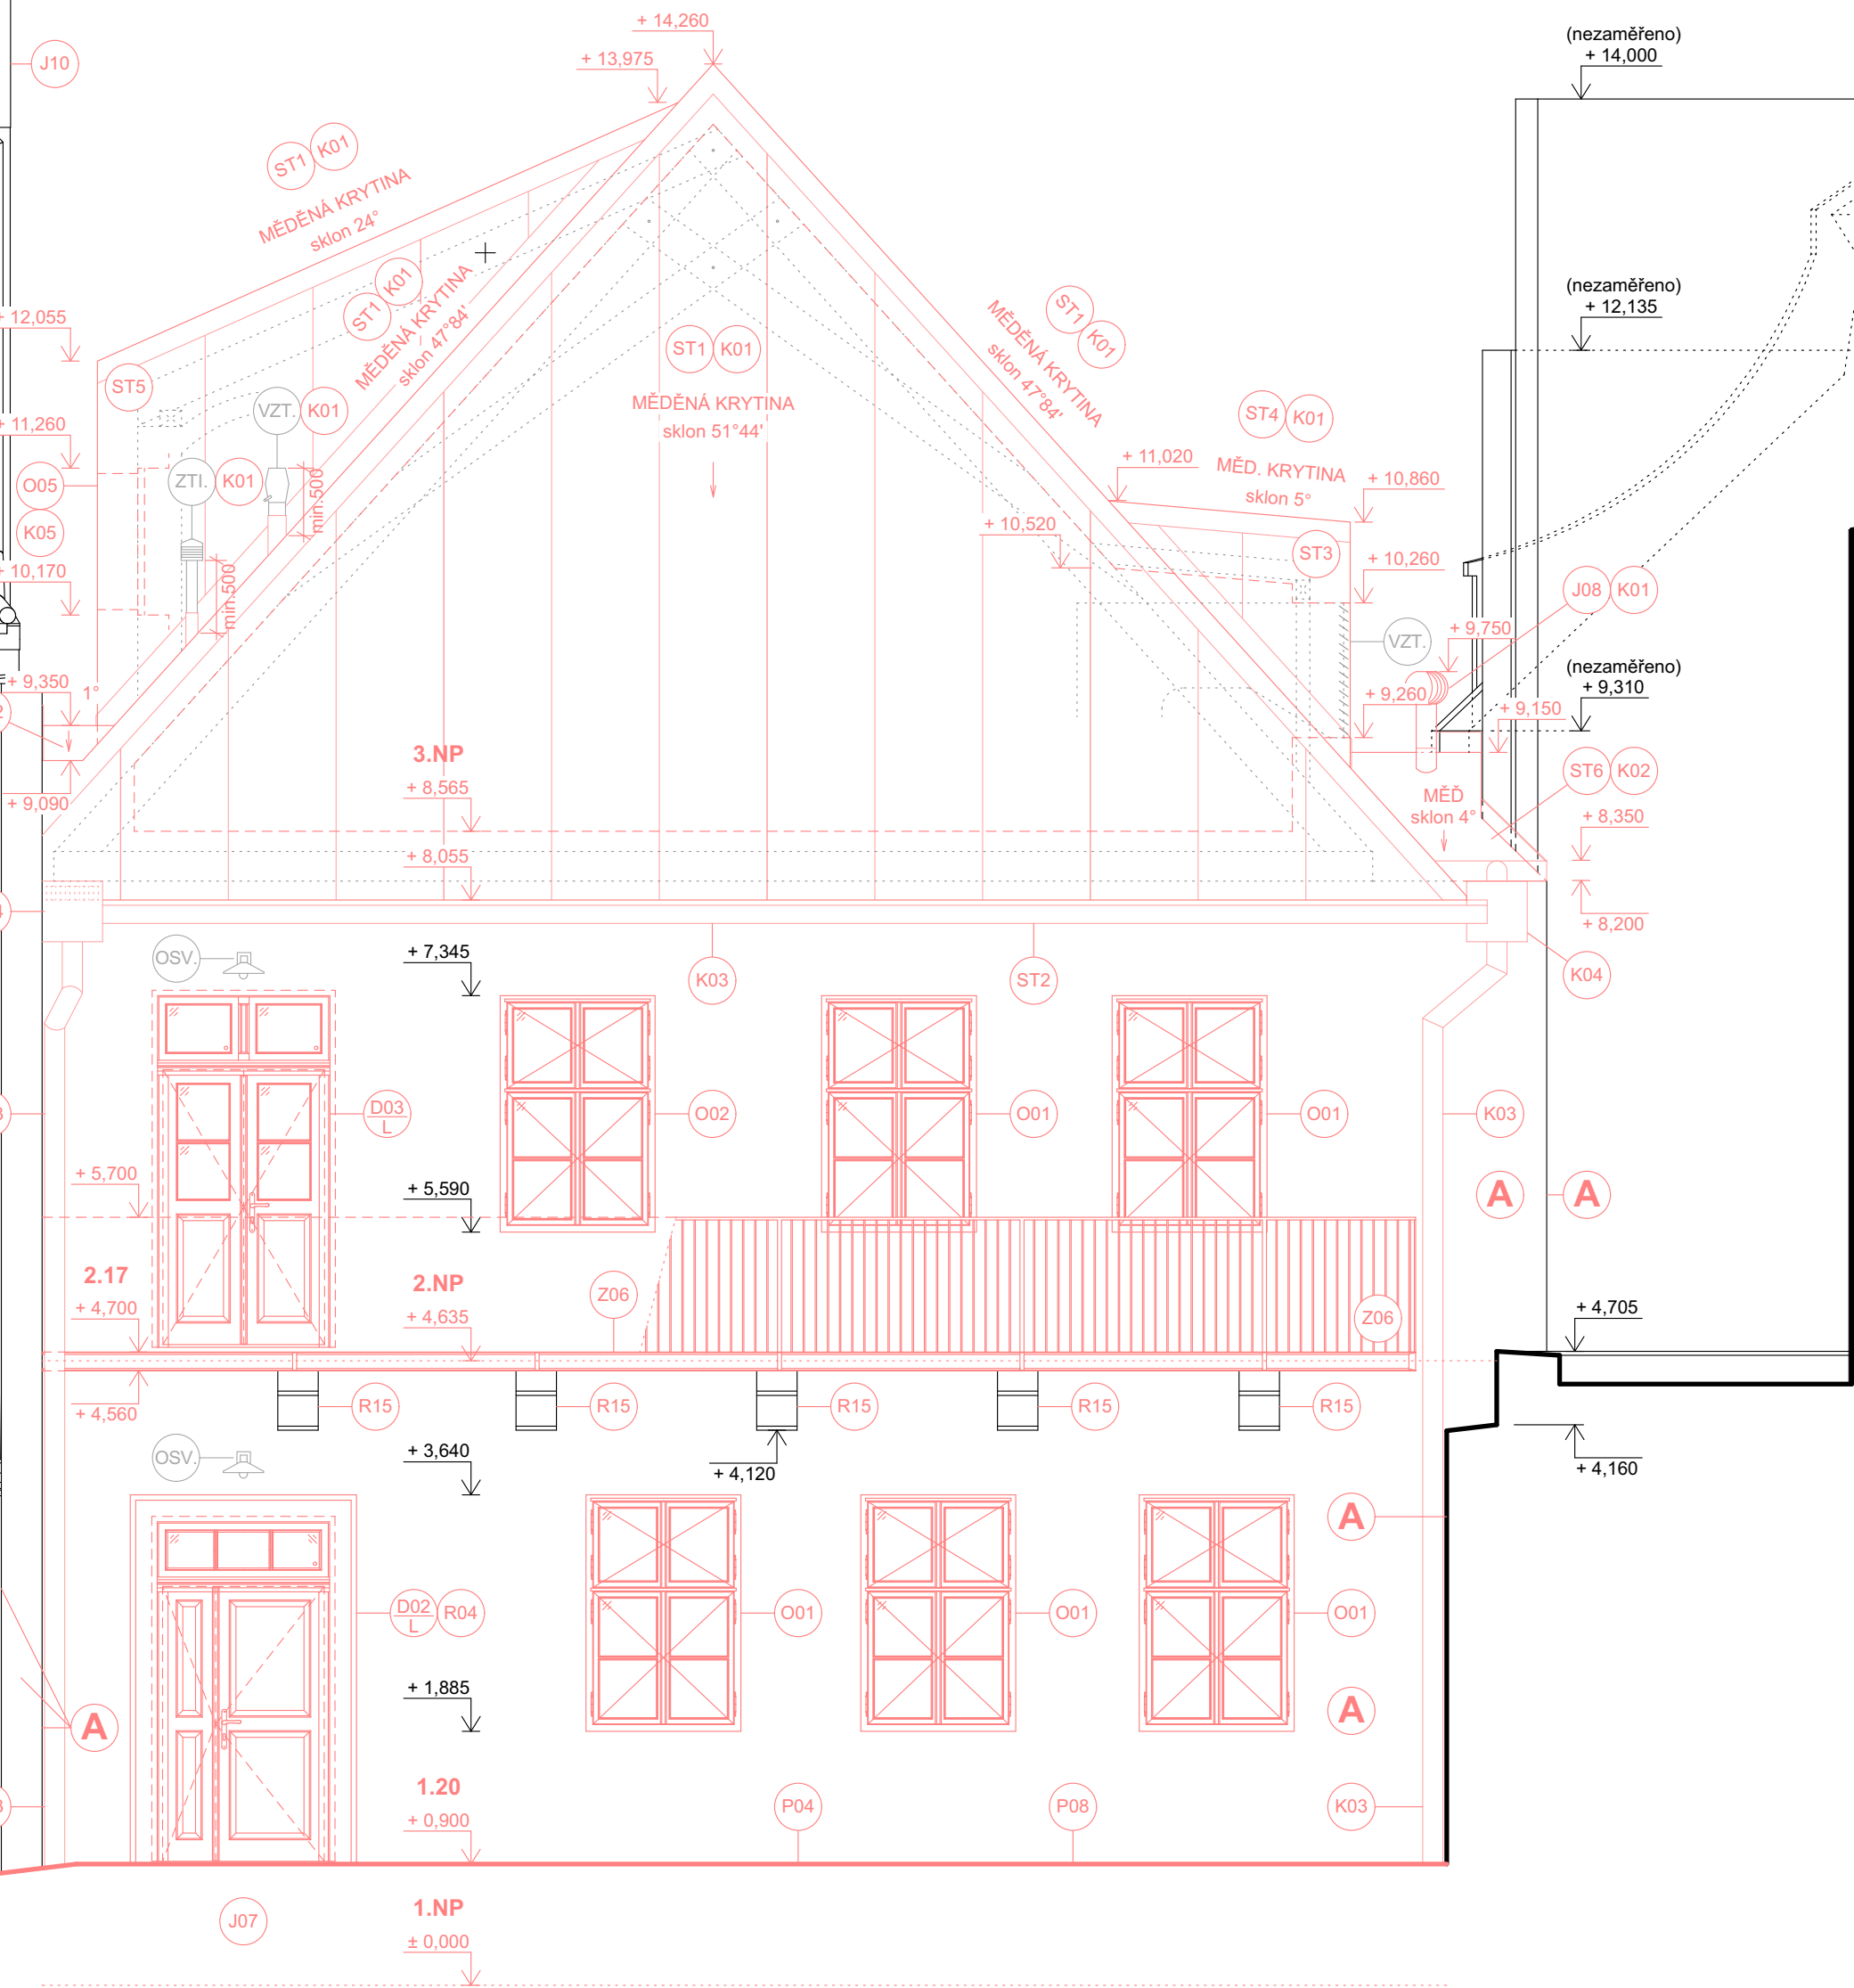 + 14,260
J10
+ 13,975
(nezaměřeno)
+ 14,000
ST1 K01
MĚDĚNÁ KRYTINA
sklon 24°
ST1 K01
MĚDĚNÁ KRYTINA
sklon 47°84'
(nezaměřeno)
+ 12,135
+ 12,055
ST5
ST1 K01
MĚDĚNÁ KRYTINA
sklon 51°44'
ST1 K01
MĚDĚNÁ KRYTINA
sklon 47°84'
VZT. K01
ST4 K01
+ 11,260
O05
K05
ZTI. K01
min.500
min.500
+ 11,020
MĚD. KRYTINA
sklon 5°
+ 10,860
+ 10,520
ST3
+ 10,260
+ 10,170
J08 K01
VZT.
+ 9,750
(nezaměřeno)
+ 9,310
+ 9,350
1°
+ 9,260
+ 9,150
3.NP
+ 8,565
+ 9,090
ST6 K02
MĚĎ
sklon 4°
+ 8,350
+ 8,055
+ 8,200
OSV.
+ 7,345
K03
ST2
K04
D03
L
O02
O01
O01
K03
+ 5,700
+ 5,590
A
A
2.17
+ 4,700
2.NP
+ 4,635
Z06
Z06
+ 4,705
+ 4,560
R15
R15
R15
R15
R15
OSV.
+ 3,640
+ 4,120
+ 4,160
A
D02
L
R04
O01
O01
O01
+ 1,885
A
A
1.20
+ 0,900
P04
P08
K03
J07
1.NP
± 0,000